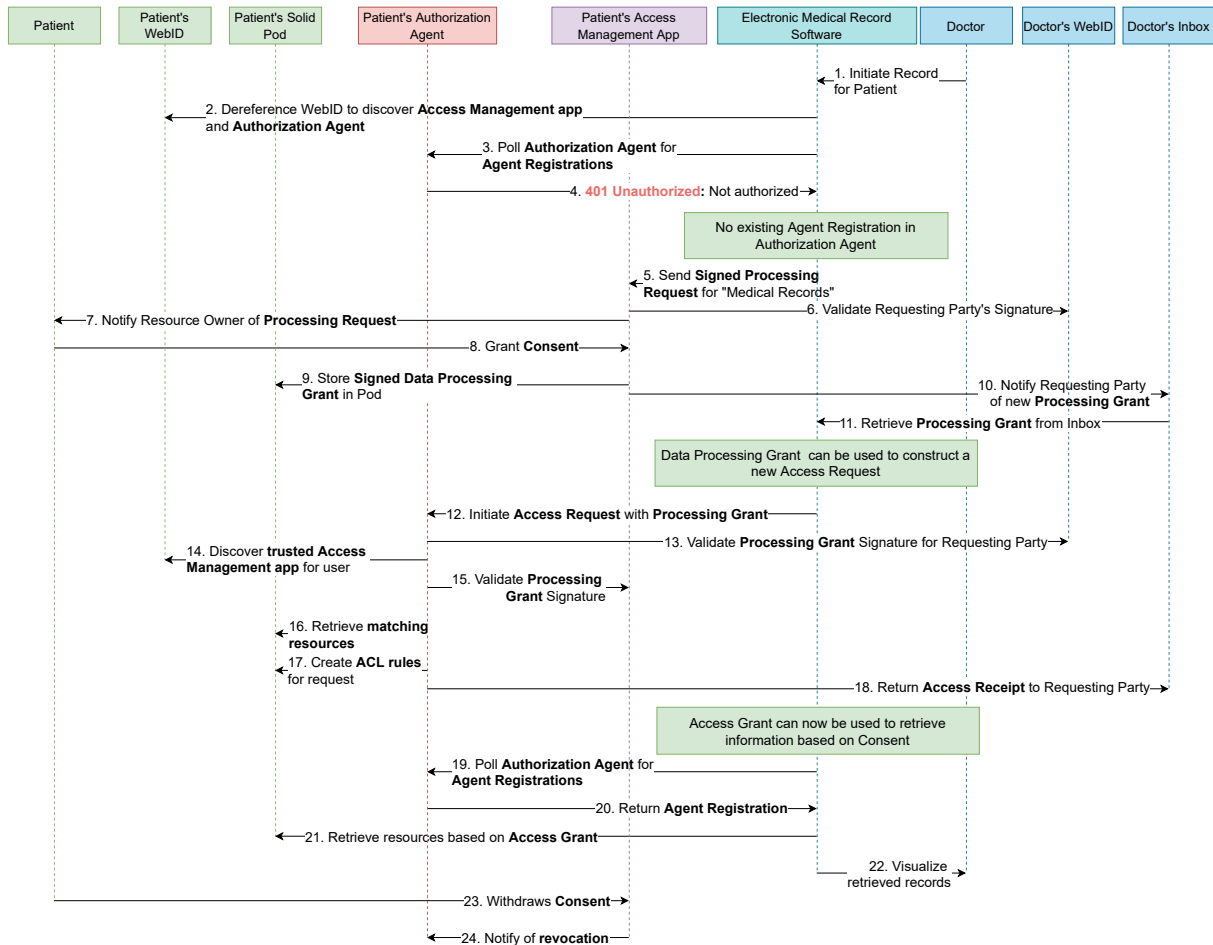 Patient
Patient's
WebID
Patient's Solid
Pod
Patient's Authorization
Agent
Patient's Access
Management App
Electronic Medical Record
Software
Doctor
Doctor's WebID
Doctor's Inbox
1. Initiate Record
for Patient
2. Dereference WebID to discover Access Management app
and Authorization Agent
3. Poll Authorization Agent for
Agent Registrations
4. 401 Unauthorized: Not authorized
No existing Agent Registration in
Authorization Agent
5. Send Signed Processing
Request for "Medical Records"
6. Validate Requesting Party's Signature
7. Notify Resource Owner of Processing Request
8. Grant Consent
9. Store Signed Data Processing
Grant in Pod
10. Notify Requesting Party
of new Processing Grant
11. Retrieve Processing Grant from Inbox
Data Processing Grant can be used to construct a
new Access Request
12. Initiate Access Request with Processing Grant
13. Validate Processing Grant Signature for Requesting Party
14. Discover trusted Access
Management app for user
15. Validate Processing
Grant Signature
16. Retrieve matching
resources
17. Create ACL rules
for request
18. Return Access Receipt to Requesting Party
Access Grant can now be used to retrieve
information based on Consent
19. Poll Authorization Agent for
Agent Registrations
20. Return Agent Registration
21. Retrieve resources based on Access Grant
22. Visualize
retrieved records
23. Withdraws Consent
24. Notify of revocation